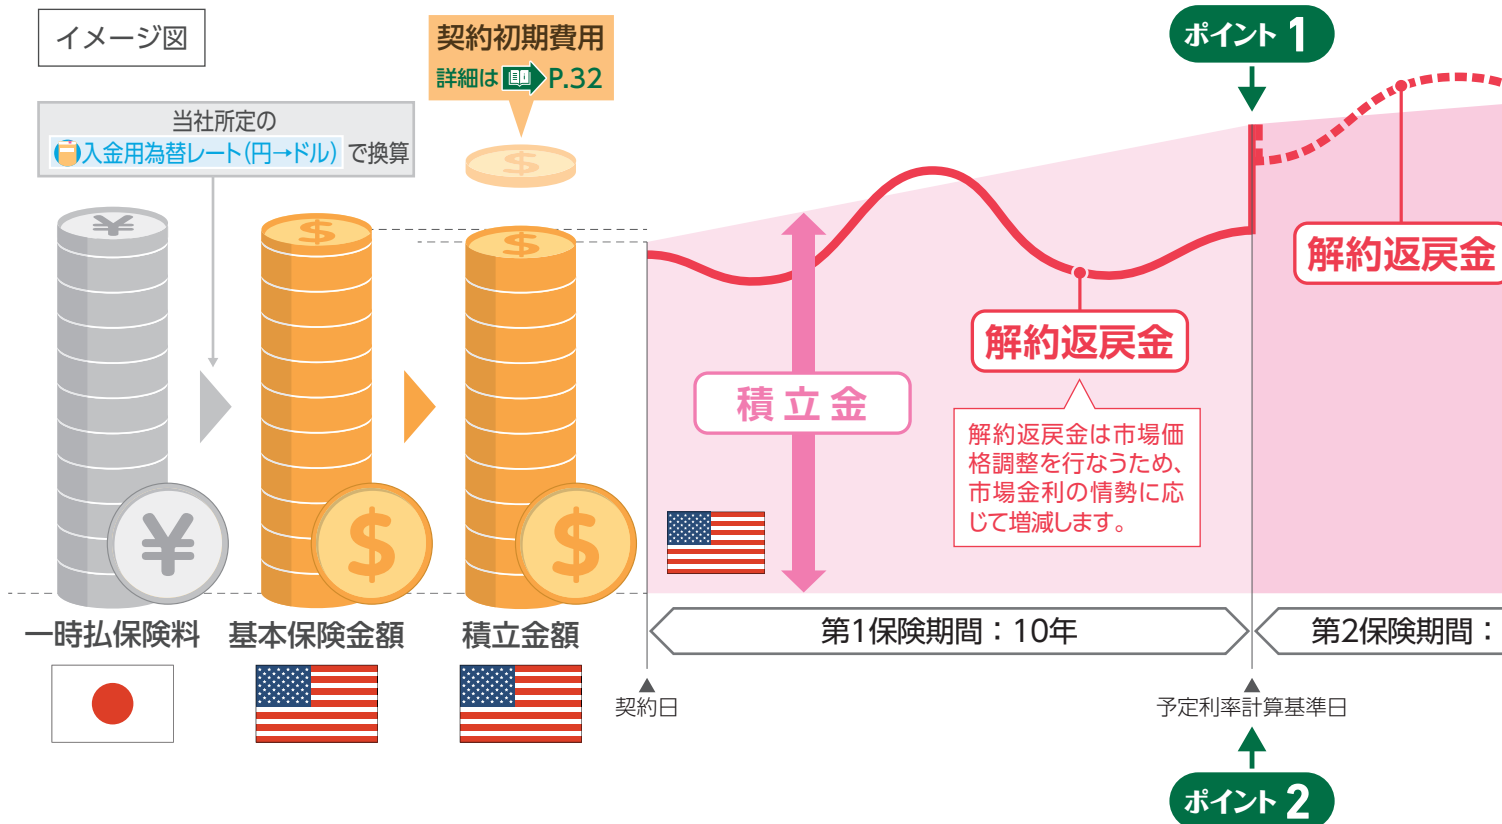 イメージ図
契約初期費用
詳細は P.32
当社所定の
入金用為替レート(円→ドル) で換算
¥
$
$
$
¥
$
$
ポイント 1
解約返戻金
解約返戻金
積立金
解約返戻金は市場価
格調整を行なうため、
市場金利の情勢に応
じて増減します。
一時払保険料
基本保険金額
積立金額
第1保険期間:10年
第2保険期間:
契約日
予定利率計算基準日
ポイント 2